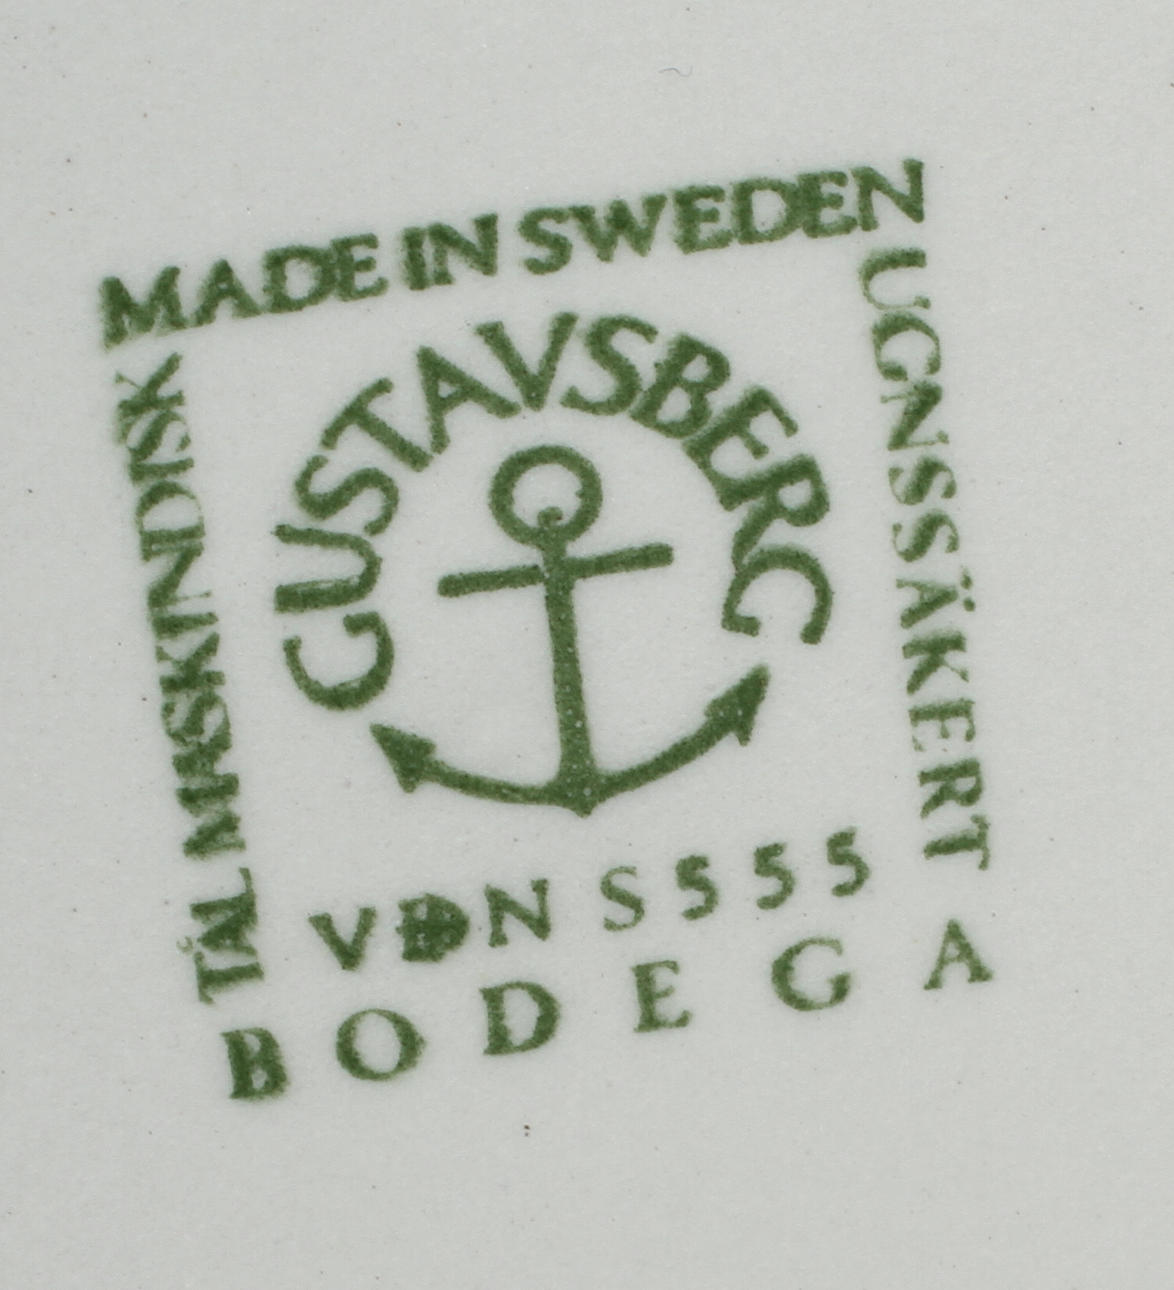 MADE IN SWEDEN
UGNSSÄKERT
TÅL MASKINDISK
GUSTAVSBERG
VDN S555
BODEGA